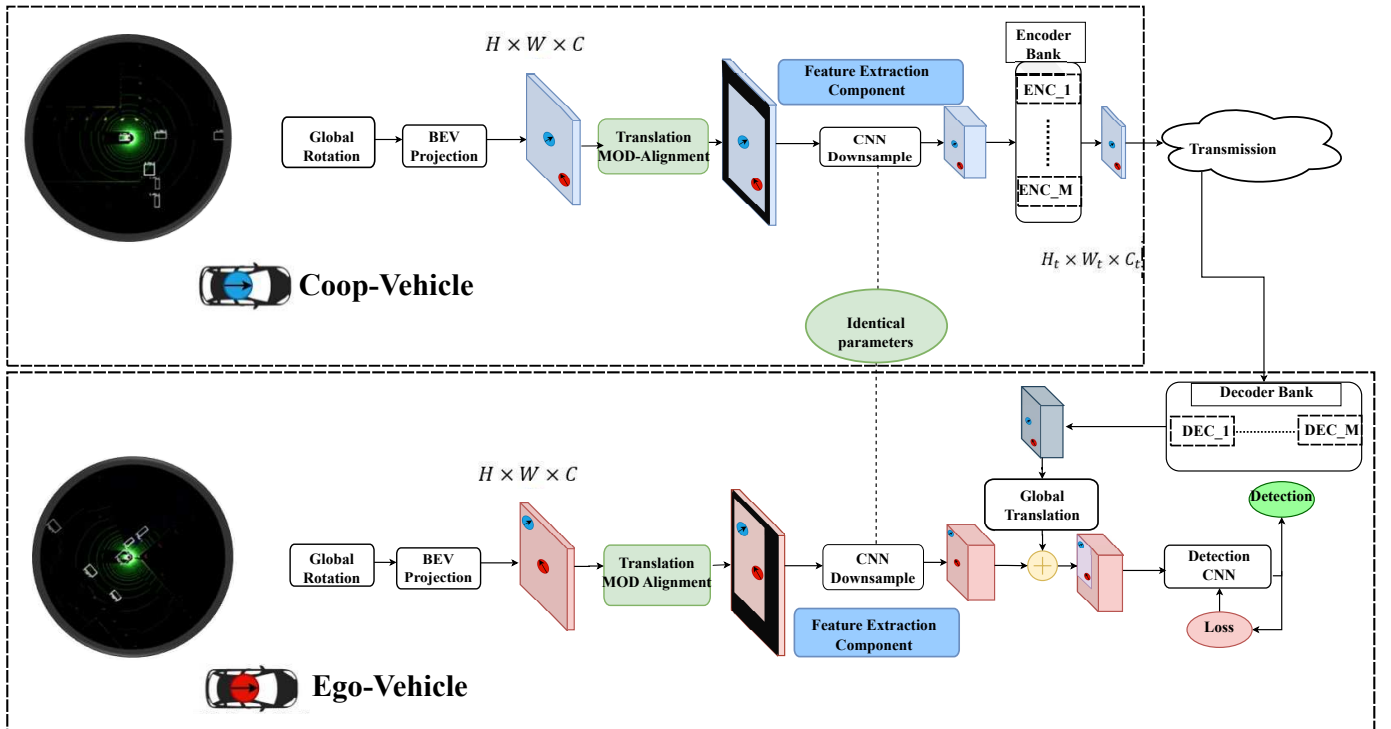 H × W × C
Encoder
Bank
Feature Extraction
Component
ENC_1
Global
Rotation
BEV
Projection
Translation
MOD-Alignment
CNN
Downsample
Transmission
ENC_M
H_t × W_t × C_t
Coop-Vehicle
Identical
parameters
Decoder Bank
DEC_1
DEC_M
H × W × C
Global
Translation
Detection
Global
Rotation
BEV
Projection
Translation
MOD Alignment
CNN
Downsample
Detection
CNN
Feature Extraction
Component
Loss
Ego-Vehicle